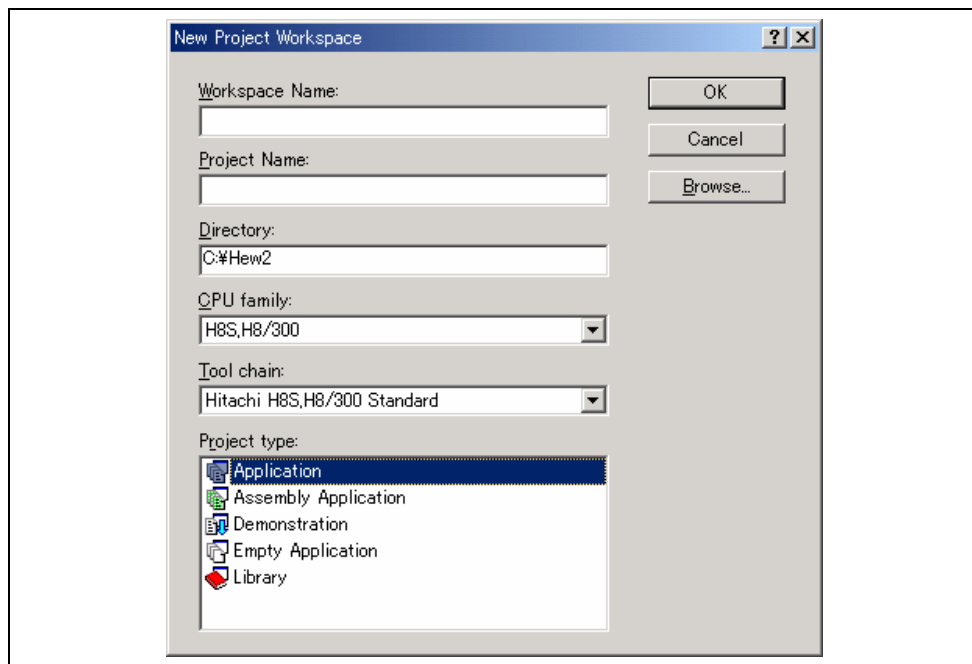 New Project Workspace
Workspace Name:
OK
Cancel
Project Name:
Browse...
Directory:
C:¥Hew2
CPU family:
H8S,H8/300
Tool chain:
Hitachi H8S,H8/300 Standard
Project type:
Application
Assembly Application
Demonstration
Empty Application
Library